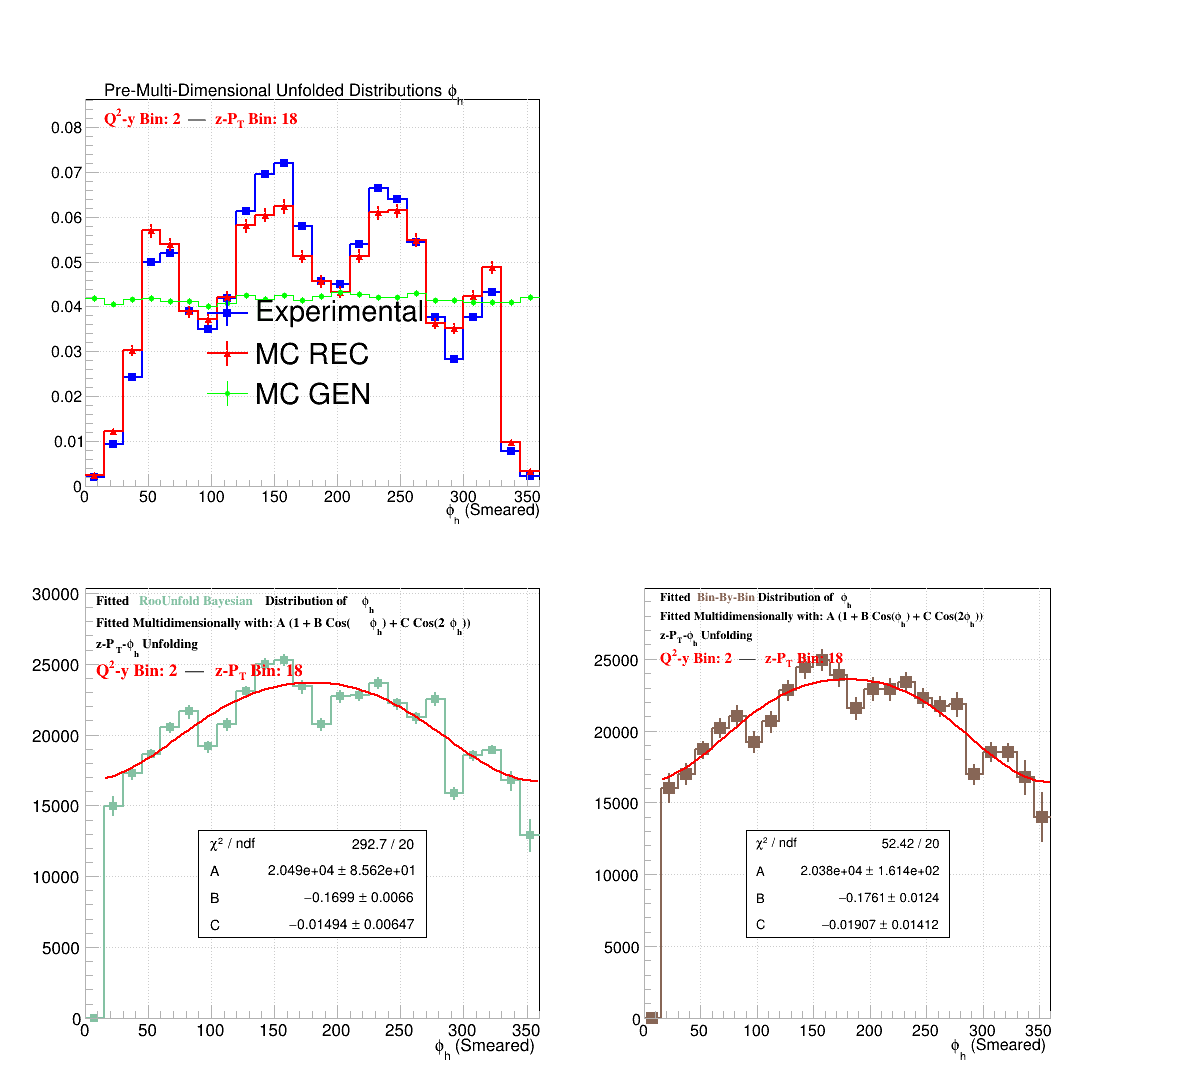 Pre-Multi-Dimensional Unfolded Distributions ϕh
Q²-y Bin: 2 — z-PT Bin: 18
0.08
0.07
0.06
0.05
0.04
0.03
0.02
0.01
0
Experimental
MC REC
MC GEN
0 50 100 150 200 250 300 350
ϕh (Smeared)
Fitted RooUnfold Bayesian Distribution of ϕh
Fitted Multidimensionally with: A (1 + B Cos( ϕh) + C Cos(2 ϕh))
z-PT-ϕh Unfolding
Q²-y Bin: 2 — z-PT Bin: 18
30000
25000
20000
15000
10000
5000
0
χ² / ndf 292.7 / 20
A 2.049e+04 ± 8.562e+01
B −0.1699 ± 0.0066
C −0.01494 ± 0.00647
0 50 100 150 200 250 300 350
ϕh (Smeared)
Fitted Bin-By-Bin Distribution of ϕh
Fitted Multidimensionally with: A (1 + B Cos(ϕh) + C Cos(2ϕh))
z-PT-ϕh Unfolding
Q²-y Bin: 2 — z-PT Bin: 18
25000
20000
15000
10000
5000
0
χ² / ndf 52.42 / 20
A 2.038e+04 ± 1.614e+02
B −0.1761 ± 0.0124
C −0.01907 ± 0.01412
0 50 100 150 200 250 300 350
ϕh (Smeared)